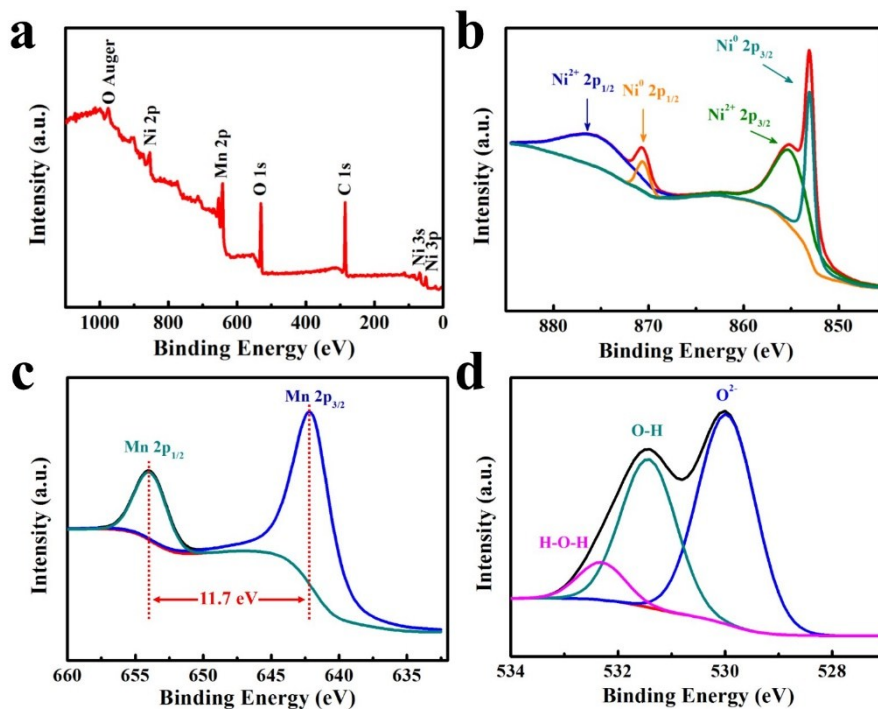 a
O Auger
Ni 2p
Mn 2p
O 1s
C 1s
Ni 3s
Ni 3p
Intensity (a.u.)
1000 800 600 400 200 0
Binding Energy (eV)
b
Ni²⁺ 2p₁/₂
Ni⁰ 2p₁/₂
Ni⁰ 2p₃/₂
Ni²⁺ 2p₃/₂
Intensity (a.u.)
880 870 860 850
Binding Energy (eV)
c
Mn 2p₁/₂
Mn 2p₃/₂
11.7 eV
Intensity (a.u.)
660 655 650 645 640 635
Binding Energy (eV)
d
H-O-H
O-H
O²⁻
Intensity (a.u.)
534 532 530 528
Binding Energy (eV)